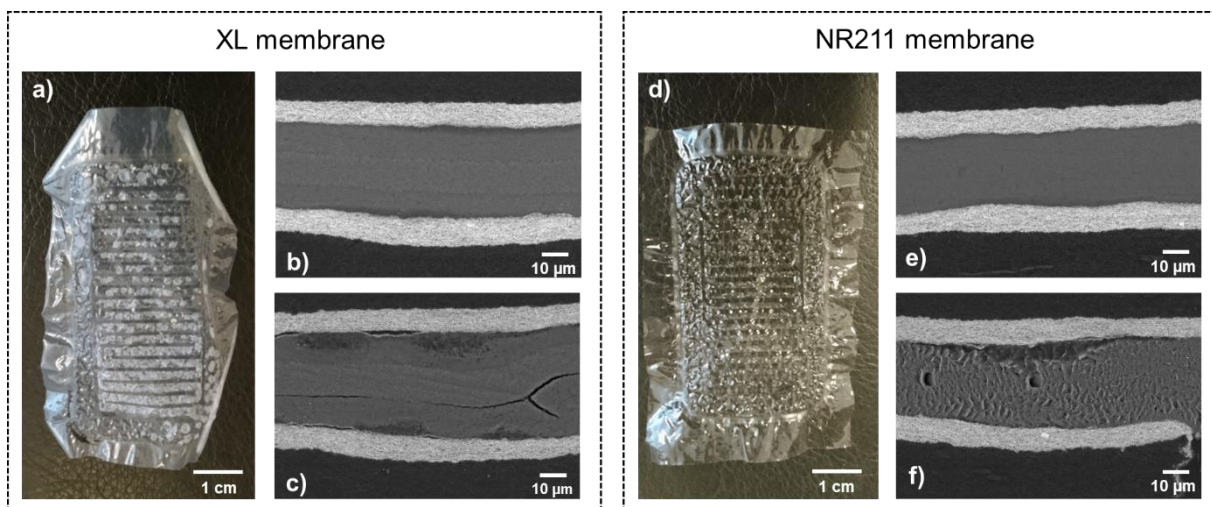 XL membrane
NR211 membrane
a)
1 cm
b)
10 µm
c)
10 µm
d)
1 cm
e)
10 µm
f)
10 µm